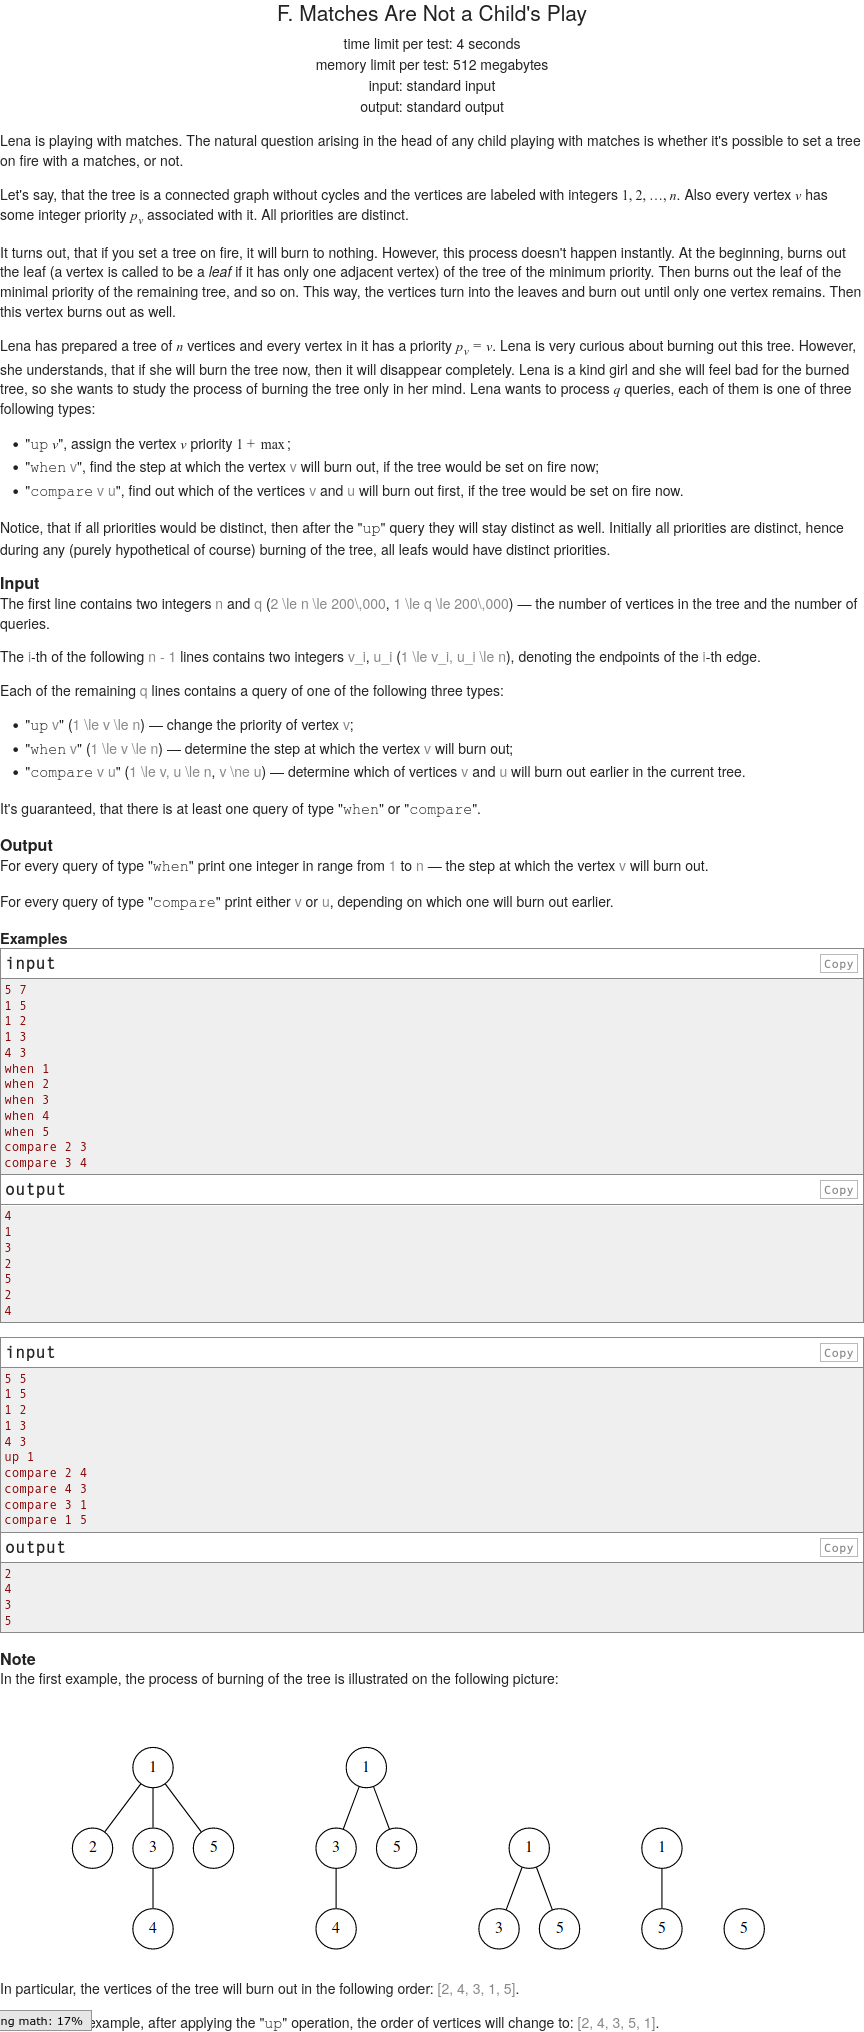 F. Matches Are Not a Child's Play
time limit per test: 4 seconds
memory limit per test: 512 megabytes
input: standard input
output: standard output
Lena is playing with matches. The natural question arising in the head of any child playing with matches is whether it's possible to set a tree
on fire with a matches, or not.
Let's say, that the tree is a connected graph without cycles and the vertices are labeled with integers 1, 2, …, n. Also every vertex v has
some integer priority p_v associated with it. All priorities are distinct.
It turns out, that if you set a tree on fire, it will burn to nothing. However, this process doesn't happen instantly. At the beginning, burns out
the leaf (a vertex is called to be a leaf if it has only one adjacent vertex) of the tree of the minimum priority. Then burns out the leaf of the
minimal priority of the remaining tree, and so on. This way, the vertices turn into the leaves and burn out until only one vertex remains. Then
this vertex burns out as well.
Lena has prepared a tree of n vertices and every vertex in it has a priority p_v = v. Lena is very curious about burning out this tree. However,
she understands, that if she will burn the tree now, then it will disappear completely. Lena is a kind girl and she will feel bad for the burned
tree, so she wants to study the process of burning the tree only in her mind. Lena wants to process q queries, each of them is one of three
following types:
• "up v", assign the vertex v priority 1 + max;
• "when v", find the step at which the vertex v will burn out, if the tree would be set on fire now;
• "compare v u", find out which of the vertices v and u will burn out first, if the tree would be set on fire now.
Notice, that if all priorities would be distinct, then after the "up" query they will stay distinct as well. Initially all priorities are distinct, hence
during any (purely hypothetical of course) burning of the tree, all leafs would have distinct priorities.
Input
The first line contains two integers n and q (2 \le n \le 200\,000, 1 \le q \le 200\,000) — the number of vertices in the tree and the number of
queries.
The i-th of the following n - 1 lines contains two integers v_i, u_i (1 \le v_i, u_i \le n), denoting the endpoints of the i-th edge.
Each of the remaining q lines contains a query of one of the following three types:
• "up v" (1 \le v \le n) — change the priority of vertex v;
• "when v" (1 \le v \le n) — determine the step at which the vertex v will burn out;
• "compare v u" (1 \le v, u \le n, v \ne u) — determine which of vertices v and u will burn out earlier in the current tree.
It's guaranteed, that there is at least one query of type "when" or "compare".
Output
For every query of type "when" print one integer in range from 1 to n — the step at which the vertex v will burn out.
For every query of type "compare" print either v or u, depending on which one will burn out earlier.
Examples
input Copy
5 7
1 5
1 2
1 3
4 3
when 1
when 2
when 3
when 4
when 5
compare 2 3
compare 3 4
output Copy
4
1
3
2
5
2
4
input Copy
5 5
1 5
1 2
1 3
4 3
up 1
compare 2 4
compare 4 3
compare 3 1
compare 1 5
output Copy
2
4
3
5
Note
In the first example, the process of burning of the tree is illustrated on the following picture:
1 1
2 3 5 3 5 1 1
4 4 3 5 5 5
In particular, the vertices of the tree will burn out in the following order: [2, 4, 3, 1, 5].
ng math: 17% example, after applying the "up" operation, the order of vertices will change to: [2, 4, 3, 5, 1].